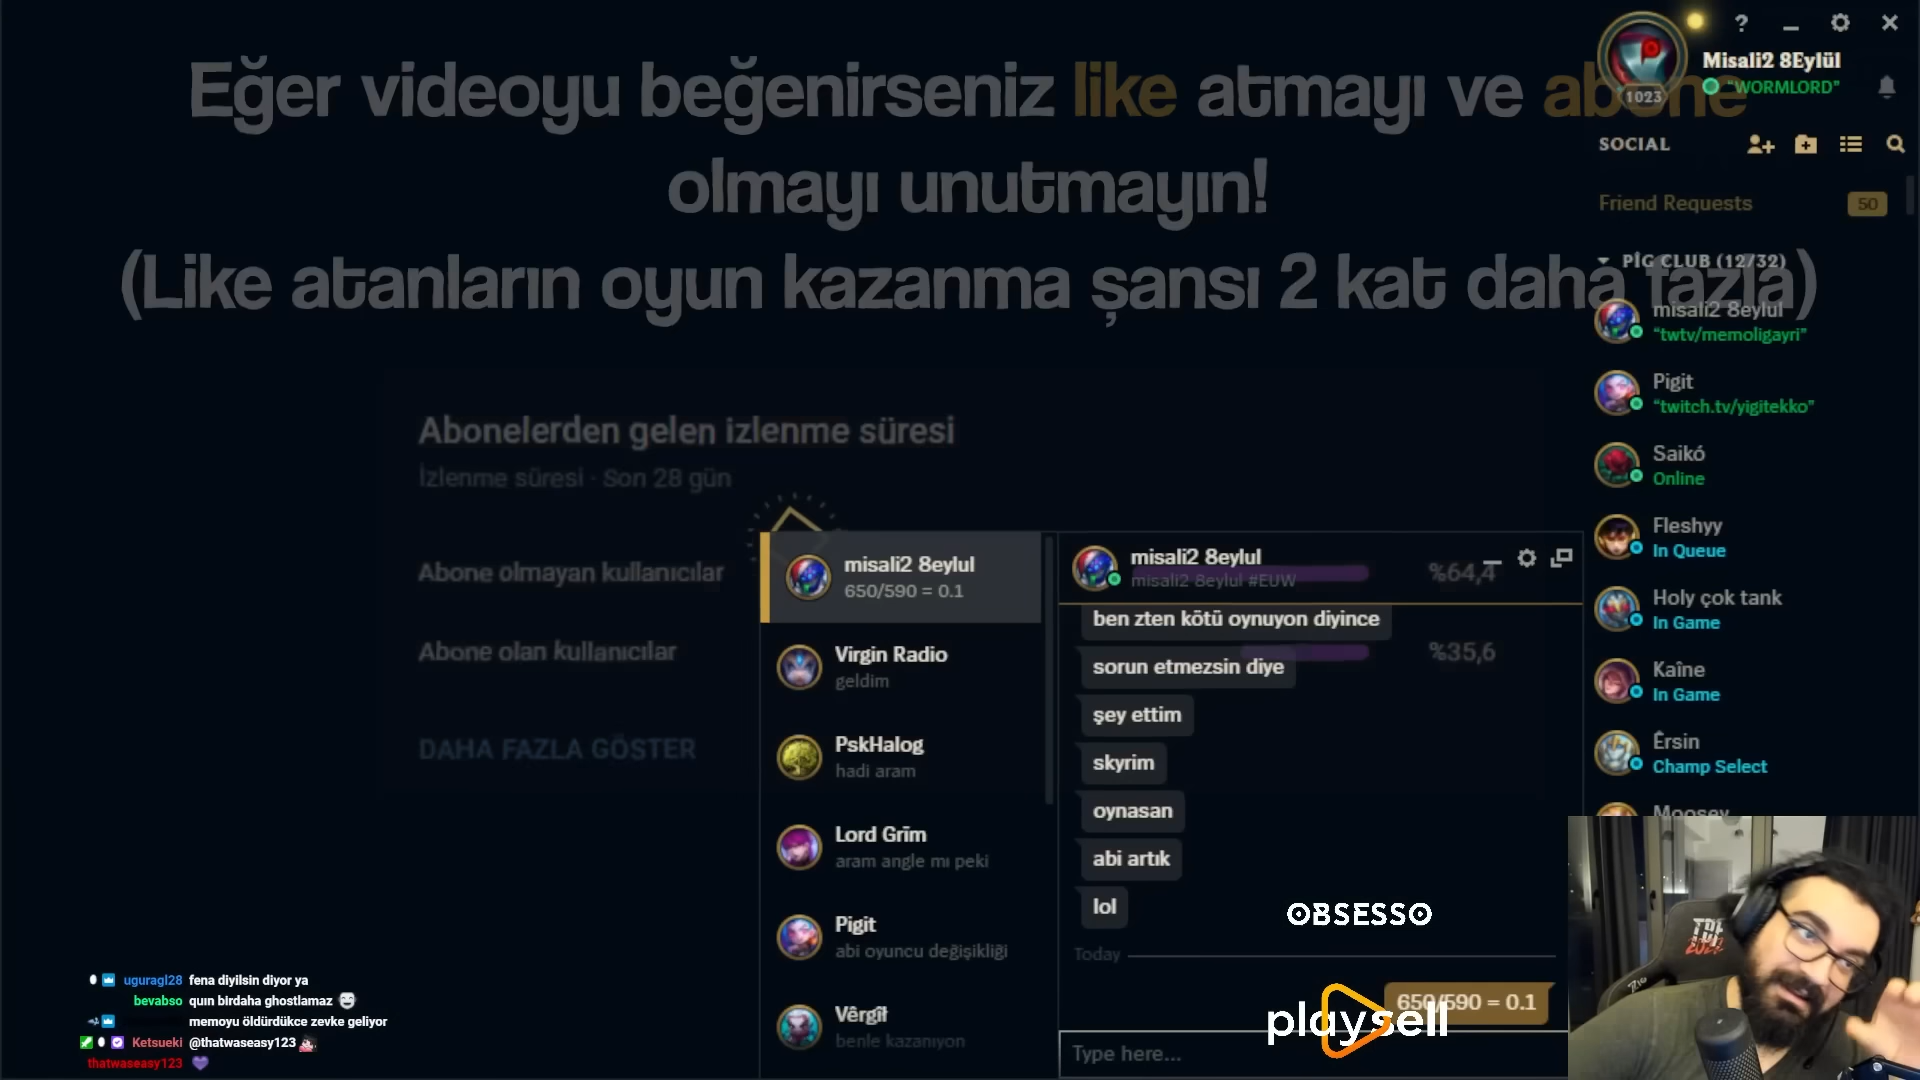 Eğer videoyu beğenirseniz like atmayı ve abone
olmayı unutmayın!
(Like atanların oyun kazanma şansı 2 kat daha fazla)
Misali2 8Eylül
1023
"WORMLORD"
SOCIAL
Friend Requests
50
PİG CLUB (12/32)
misali2 8eylul
"twtv/memoligayri"
Pigit
"twitch.tv/yigitekko"
Saikó
Online
Fleshyy
In Queue
Holy çok tank
In Game
Kaîne
In Game
Êrsin
Champ Select
Moosey
Abonelerden gelen izlenme süresi
İzlenme süresi · Son 28 gün
Abone olmayan kullanıcılar
%64,4
Abone olan kullanıcılar
%35,6
DAHA FAZLA GÖSTER
misali2 8eylul
650/590 = 0.1
Virgin Radio
geldim
PskHalog
hadi aram
Lord Grīm
aram angle mı peki
Pigit
abi oyuncu değişikliği
Vêrgîł
benle kazanıyon
misali2 8eylul
misali2 8eylul #EUW
ben zten kötü oynuyon diyince
sorun etmezsin diye
şey ettim
skyrim
oynasan
abi artık
lol
Today
650/590 = 0.1
Type here...
OBSESSO
playsell
uguragl28 fena diyilsin diyor ya
bevabso quın birdaha ghostlamaz
memoyu öldürdükce zevke geliyor
Ketsueki @thatwaseasy123
thatwaseasy123